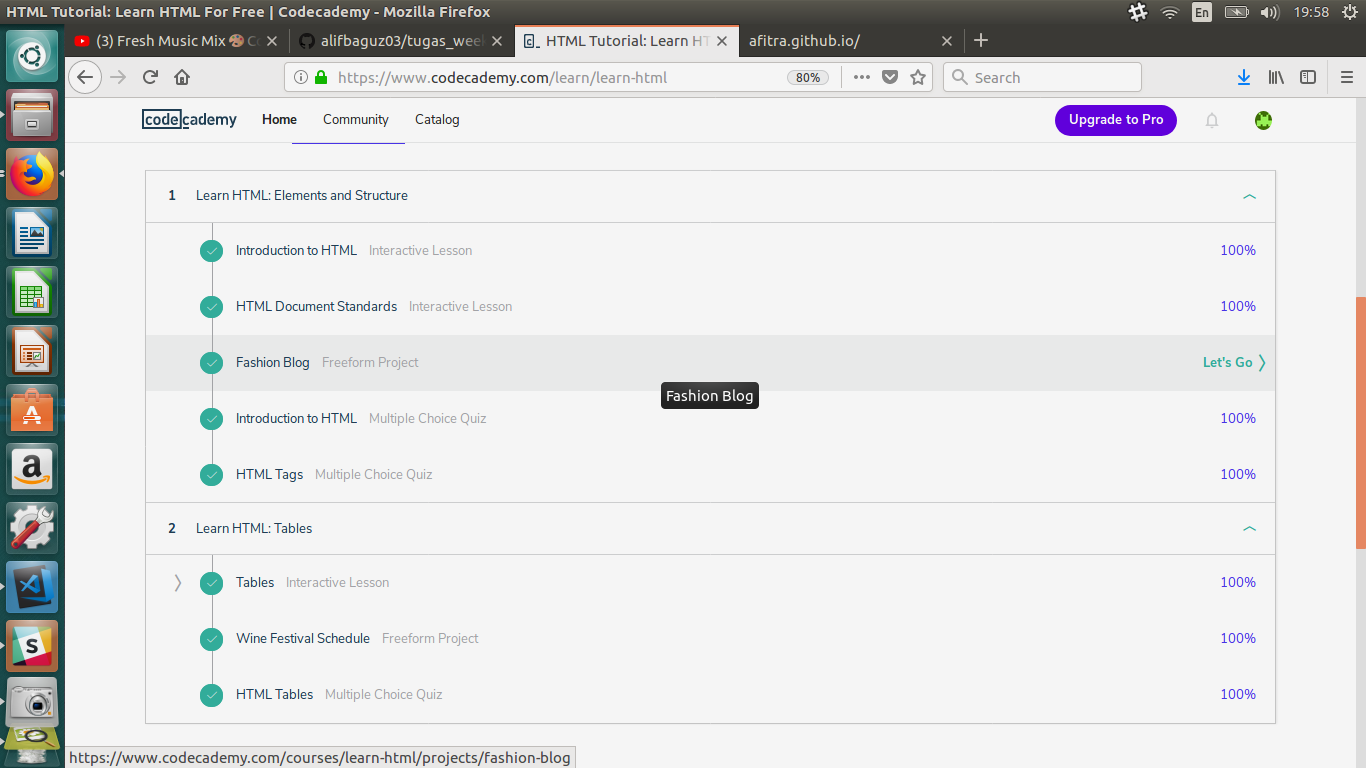 HTML Tutorial: Learn HTML For Free | Codecademy - Mozilla Firefox
En
19:58
(3) Fresh Music Mix
alifbaguz03/tugas_wee
HTML Tutorial: Learn HT
afitra.github.io/
https://www.codecademy.com/learn/learn-html
80%
Search
codecademy
Home
Community
Catalog
Upgrade to Pro
1 Learn HTML: Elements and Structure
Introduction to HTML Interactive Lesson 100%
HTML Document Standards Interactive Lesson 100%
Fashion Blog Freeform Project Let's Go
Fashion Blog
Introduction to HTML Multiple Choice Quiz 100%
HTML Tags Multiple Choice Quiz 100%
2 Learn HTML: Tables
Tables Interactive Lesson 100%
Wine Festival Schedule Freeform Project 100%
HTML Tables Multiple Choice Quiz 100%
https://www.codecademy.com/courses/learn-html/projects/fashion-blog